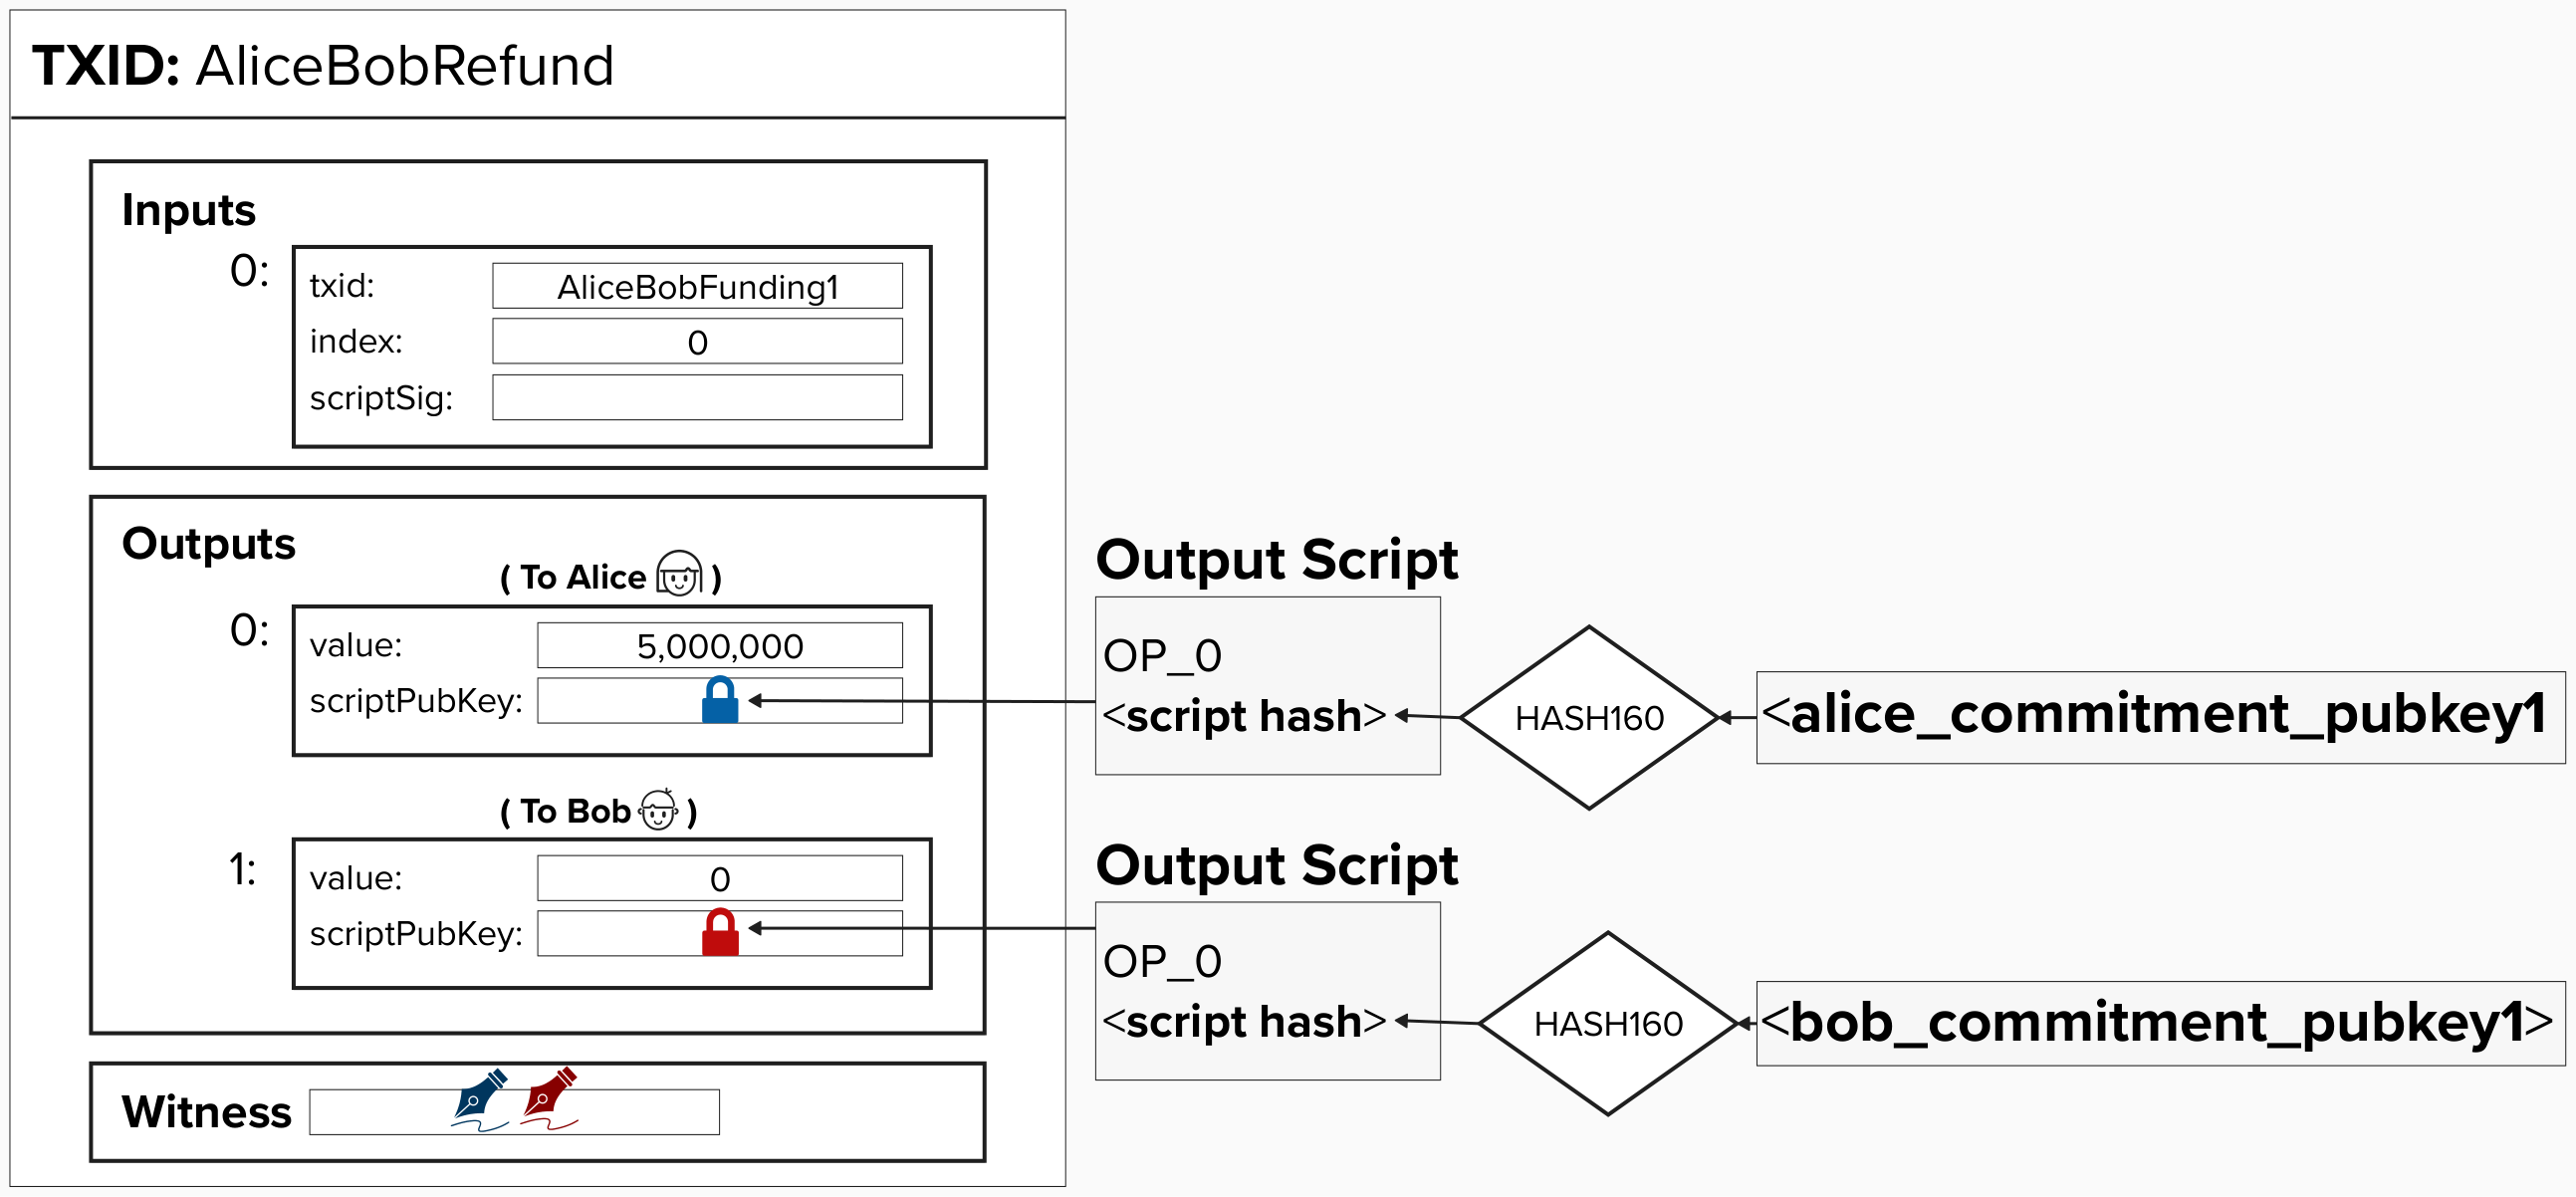 TXID: AliceBobRefund
Inputs
0:
txid: AliceBobFunding1
index: 0
scriptSig:
Outputs
( To Alice )
0:
value: 5,000,000
scriptPubKey:
( To Bob )
1:
value: 0
scriptPubKey:
Witness
Output Script
OP_0
<script hash>
HASH160
<alice_commitment_pubkey1
Output Script
OP_0
<script hash>
HASH160
<bob_commitment_pubkey1>